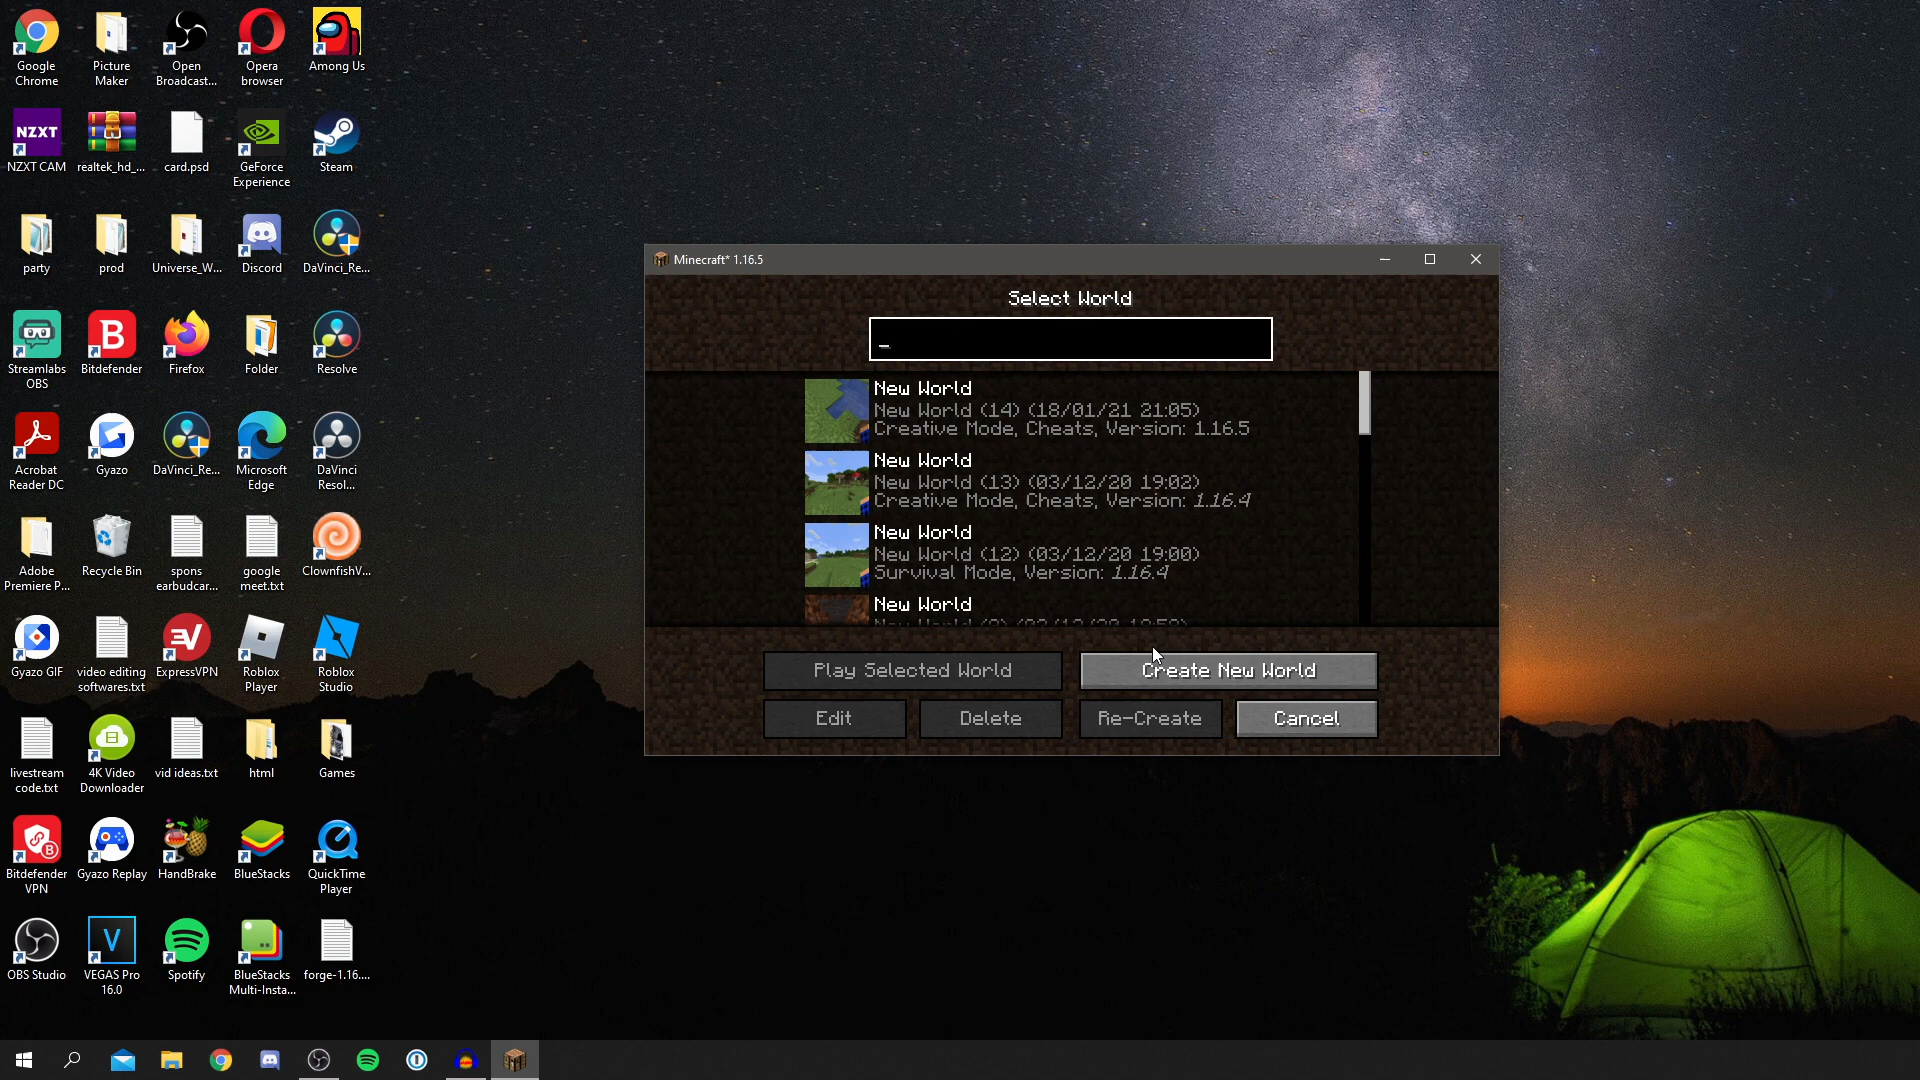 Google
Chrome
Picture
Maker
Open
Broadcast...
Opera
browser
Among Us
NZXT
NZXT CAM
realtek_hd_...
card.psd
GeForce
Experience
Steam
party
prod
Universe_W...
Discord
DaVinci_Re...
Streamlabs
OBS
B
Bitdefender
Firefox
Folder
Resolve
Acrobat
Reader DC
Gyazo
DaVinci_Re...
Microsoft
Edge
DaVinci
Resol...
Adobe
Premiere P...
Recycle Bin
spons
earbudcar...
google
meet.txt
ClownfishV...
Gyazo GIF
video editing
softwares.txt
ExpressVPN
Roblox
Player
Roblox
Studio
livestream
code.txt
4K Video
Downloader
vid ideas.txt
html
Games
Bitdefender
VPN
Gyazo Replay
HandBrake
BlueStacks
QuickTime
Player
OBS Studio
V
VEGAS Pro
16.0
Spotify
BlueStacks
Multi-Insta...
forge-1.16....
Minecraft* 1.16.5
Select World
_
New World
New World (14) (18/01/21 21:05)
Creative Mode, Cheats, Version: 1.16.5
New World
New World (13) (03/12/20 19:02)
Creative Mode, Cheats, Version: 1.16.4
New World
New World (12) (03/12/20 19:00)
Survival Mode, Version: 1.16.4
New World
Play Selected World
Create New World
Edit
Delete
Re-Create
Cancel